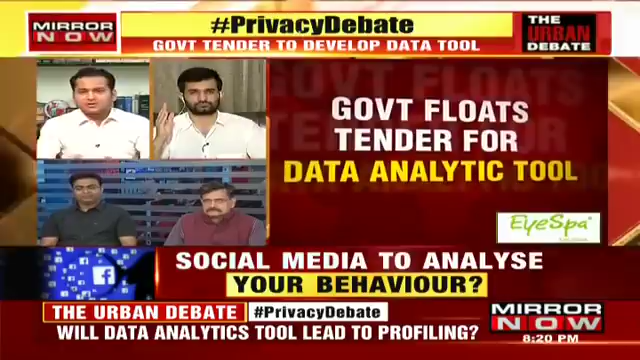 MIRROR
NOW
#PrivacyDebate
GOVT TENDER TO DEVELOP DATA TOOL
THE
URBAN
DEBATE
GOVT FLOATS
TENDER FOR
DATA ANALYTIC TOOL
EyeSpa
SOCIAL MEDIA TO ANALYSE
YOUR BEHAVIOUR?
THE URBAN DEBATE
#PrivacyDebate
WILL DATA ANALYTICS TOOL LEAD TO PROFILING?
MIRROR
NOW
8:20 PM